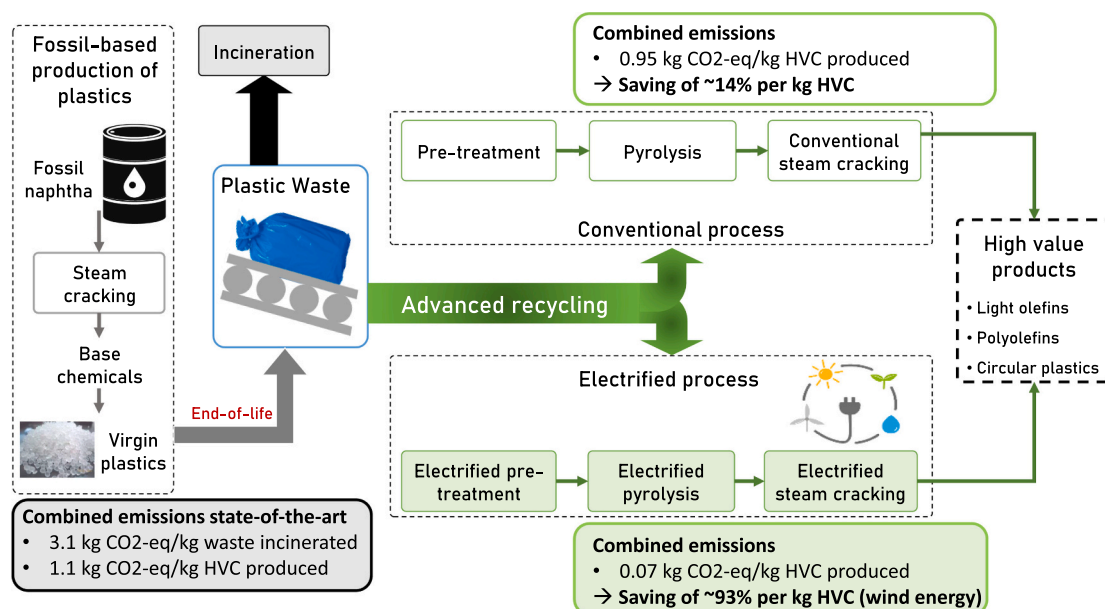 Fossil-based
production of
plastics
Fossil
naphtha
Steam
cracking
Base
chemicals
Virgin
plastics
Combined emissions state-of-the-art
• 3.1 kg CO2-eq/kg waste incinerated
• 1.1 kg CO2-eq/kg HVC produced
Incineration
Plastic Waste
End-of-life
Advanced recycling
Combined emissions
• 0.95 kg CO2-eq/kg HVC produced
→ Saving of ~14% per kg HVC
Pre-treatment
Pyrolysis
Conventional
steam cracking
Conventional process
Electrified process
Electrified pre-
treatment
Electrified
pyrolysis
Electrified
steam cracking
Combined emissions
• 0.07 kg CO2-eq/kg HVC produced
→ Saving of ~93% per kg HVC (wind energy)
High value
products
• Light olefins
• Polyolefins
• Circular plastics